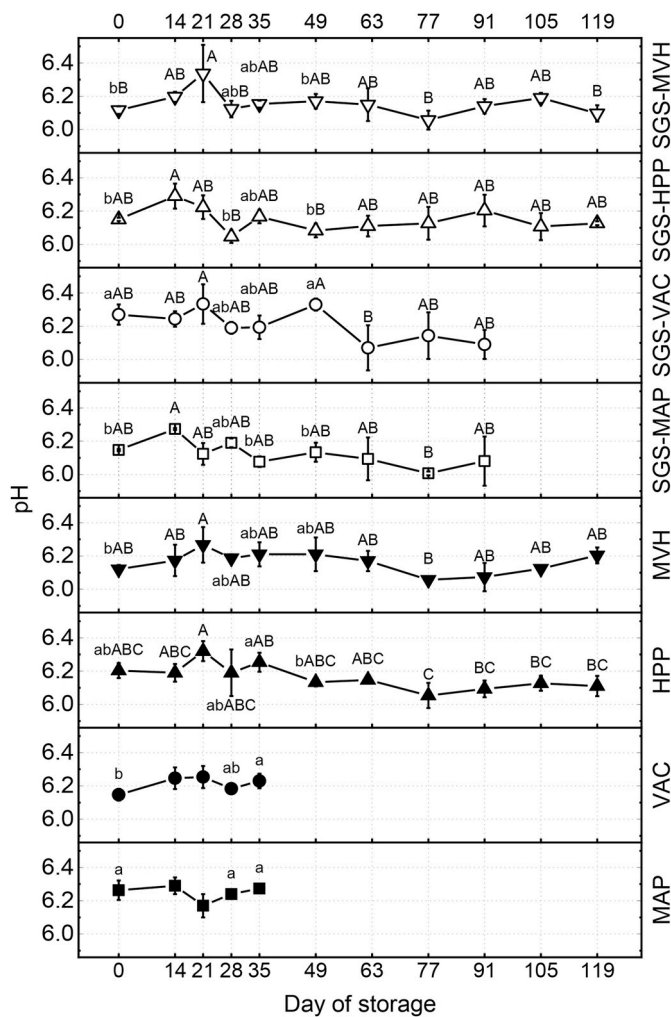 0 14 21 28 35 49 63 77 91 105 119
6.4
6.2
6.0
bB AB A abB abAB bAB AB B AB AB B
SGS-MVH
6.4
6.2
6.0
bAB A AB bB abAB bB AB AB AB AB AB
SGS-HPP
6.4
6.2
6.0
aAB AB A abAB abAB aA B AB AB
SGS-VAC
6.4
6.2
6.0
bAB A AB abAB bAB bAB AB B AB
SGS-MAP
pH
6.4
6.2
6.0
bAB AB A abAB abAB abAB AB B AB AB AB
MVH
6.4
6.2
6.0
abABC ABC A abABC aAB bABC ABC C BC BC BC
HPP
6.4
6.2
6.0
b ab a
VAC
6.4
6.2
6.0
a a a
MAP
0 14 21 28 35 49 63 77 91 105 119
Day of storage